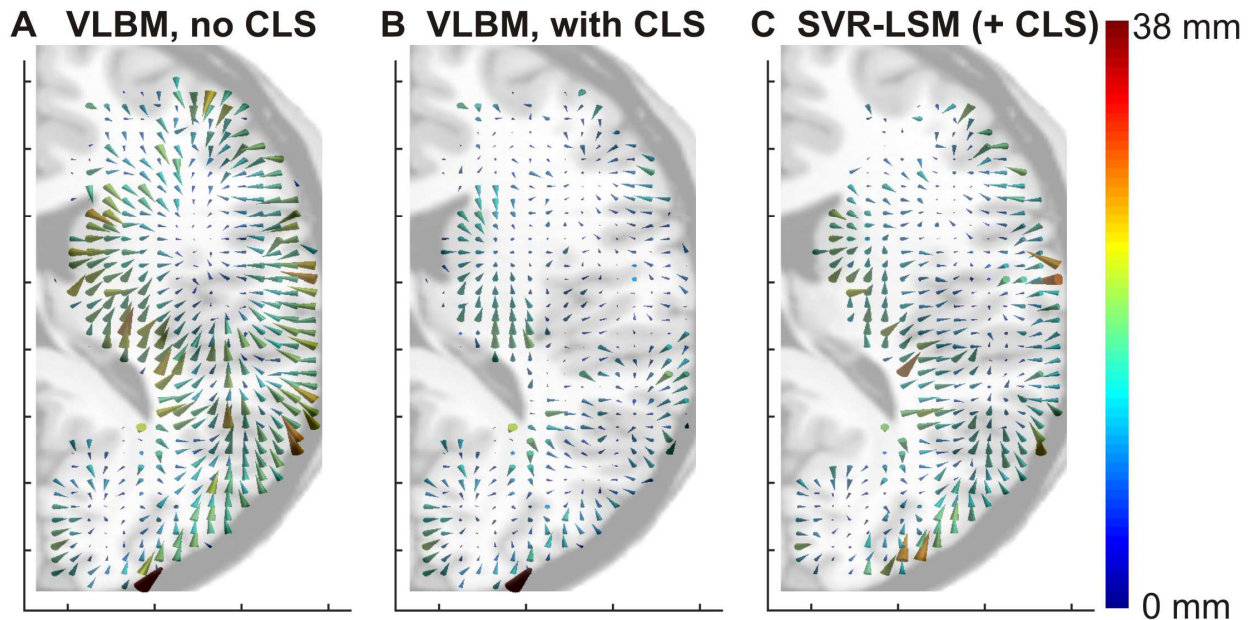 A VLBM, no CLS
B VLBM, with CLS
C SVR-LSM (+ CLS)
38 mm
0 mm